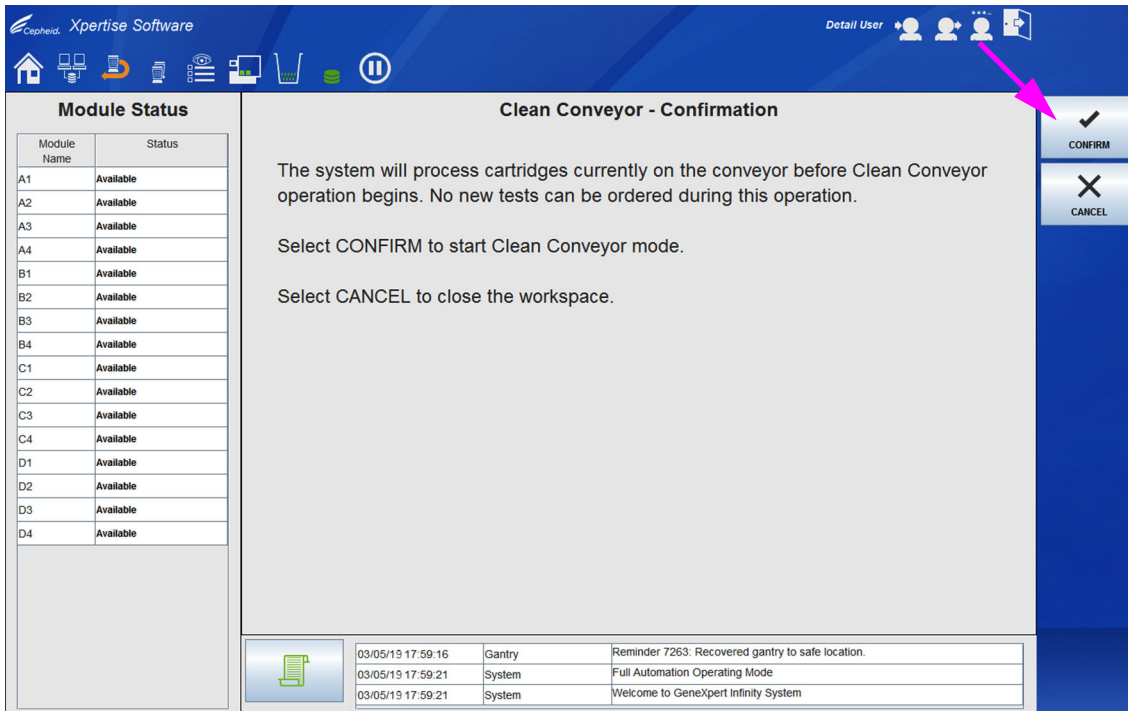 Cepheid. Xpertise Software
Detail User
Module Status
Clean Conveyor - Confirmation
CONFIRM
CANCEL
Module Name Status
A1 Available
A2 Available
A3 Available
A4 Available
B1 Available
B2 Available
B3 Available
B4 Available
C1 Available
C2 Available
C3 Available
C4 Available
D1 Available
D2 Available
D3 Available
D4 Available
The system will process cartridges currently on the conveyor before Clean Conveyor
operation begins. No new tests can be ordered during this operation.
Select CONFIRM to start Clean Conveyor mode.
Select CANCEL to close the workspace.
03/05/19 17:59:16 Gantry Reminder 7263: Recovered gantry to safe location.
03/05/19 17:59:21 System Full Automation Operating Mode
03/05/19 17:59:21 System Welcome to GeneXpert Infinity System